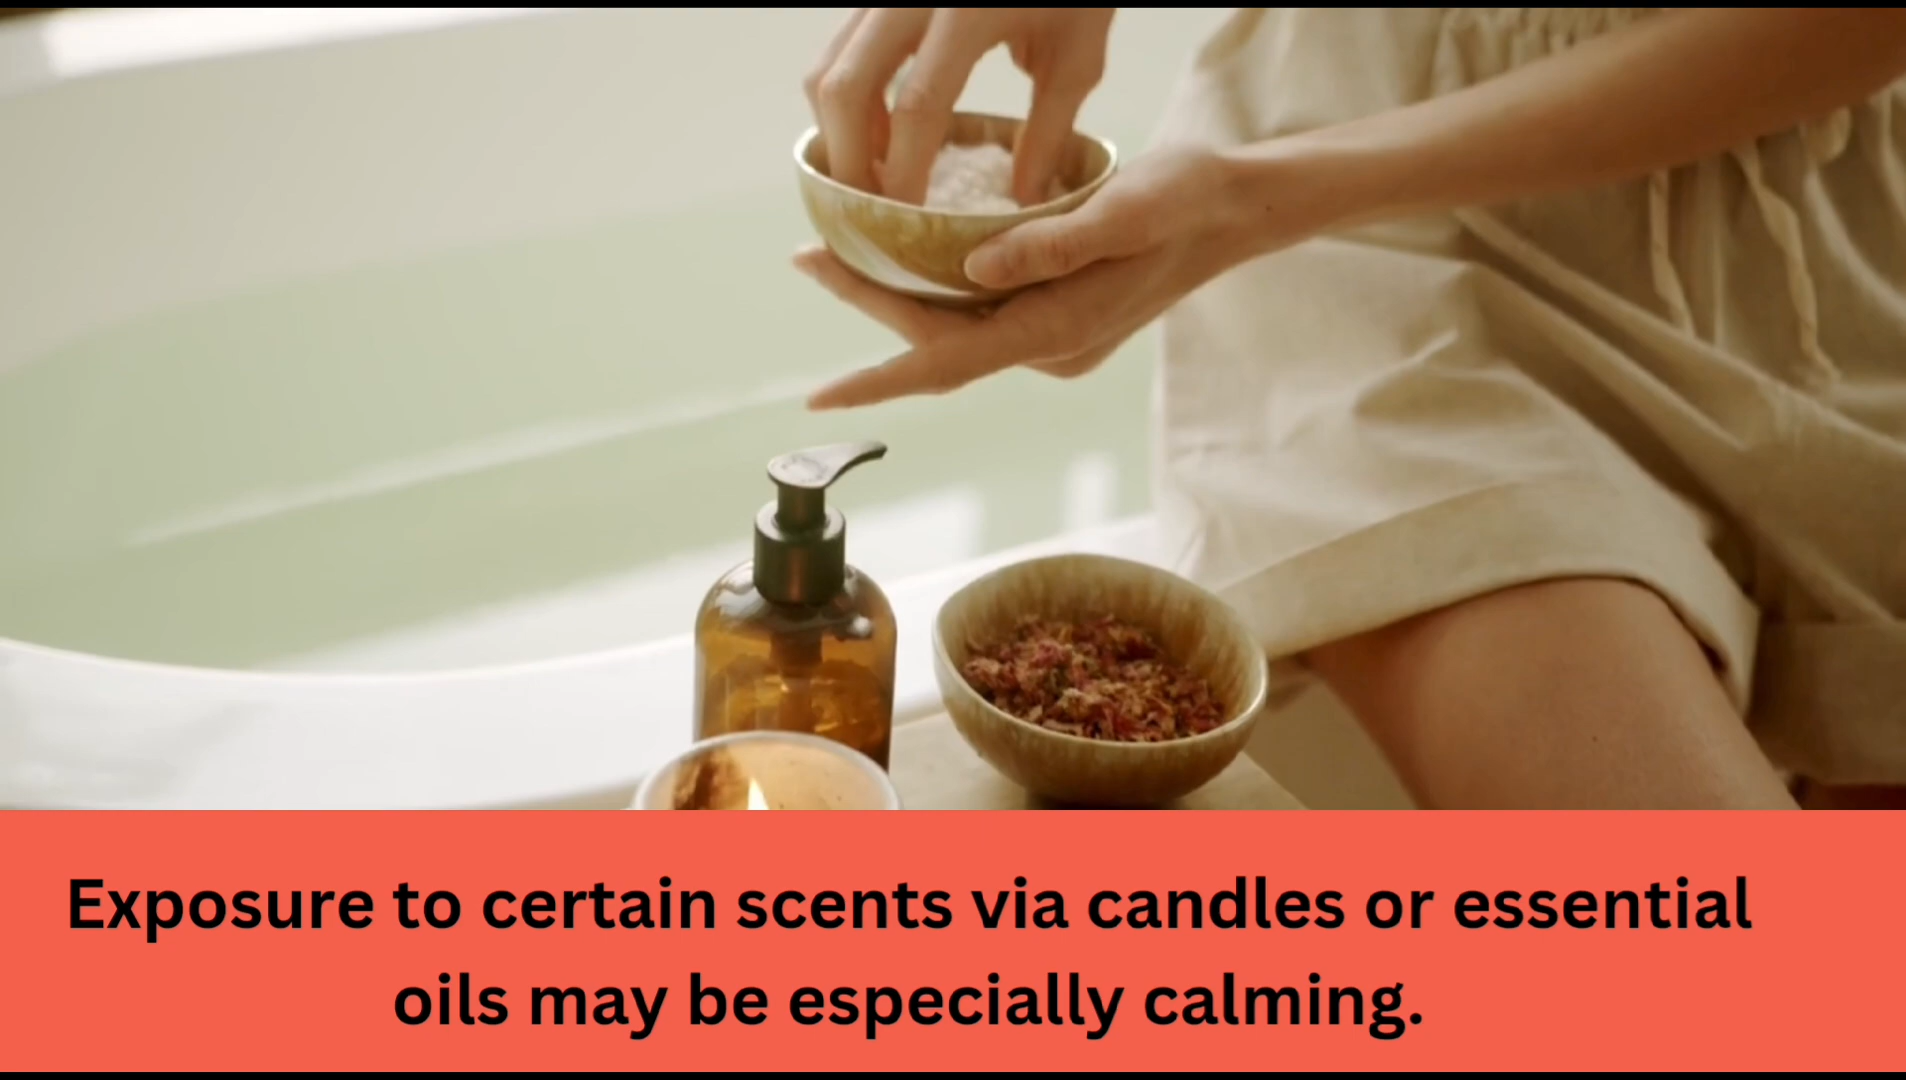 Exposure to certain scents via candles or essential
oils may be especially calming.